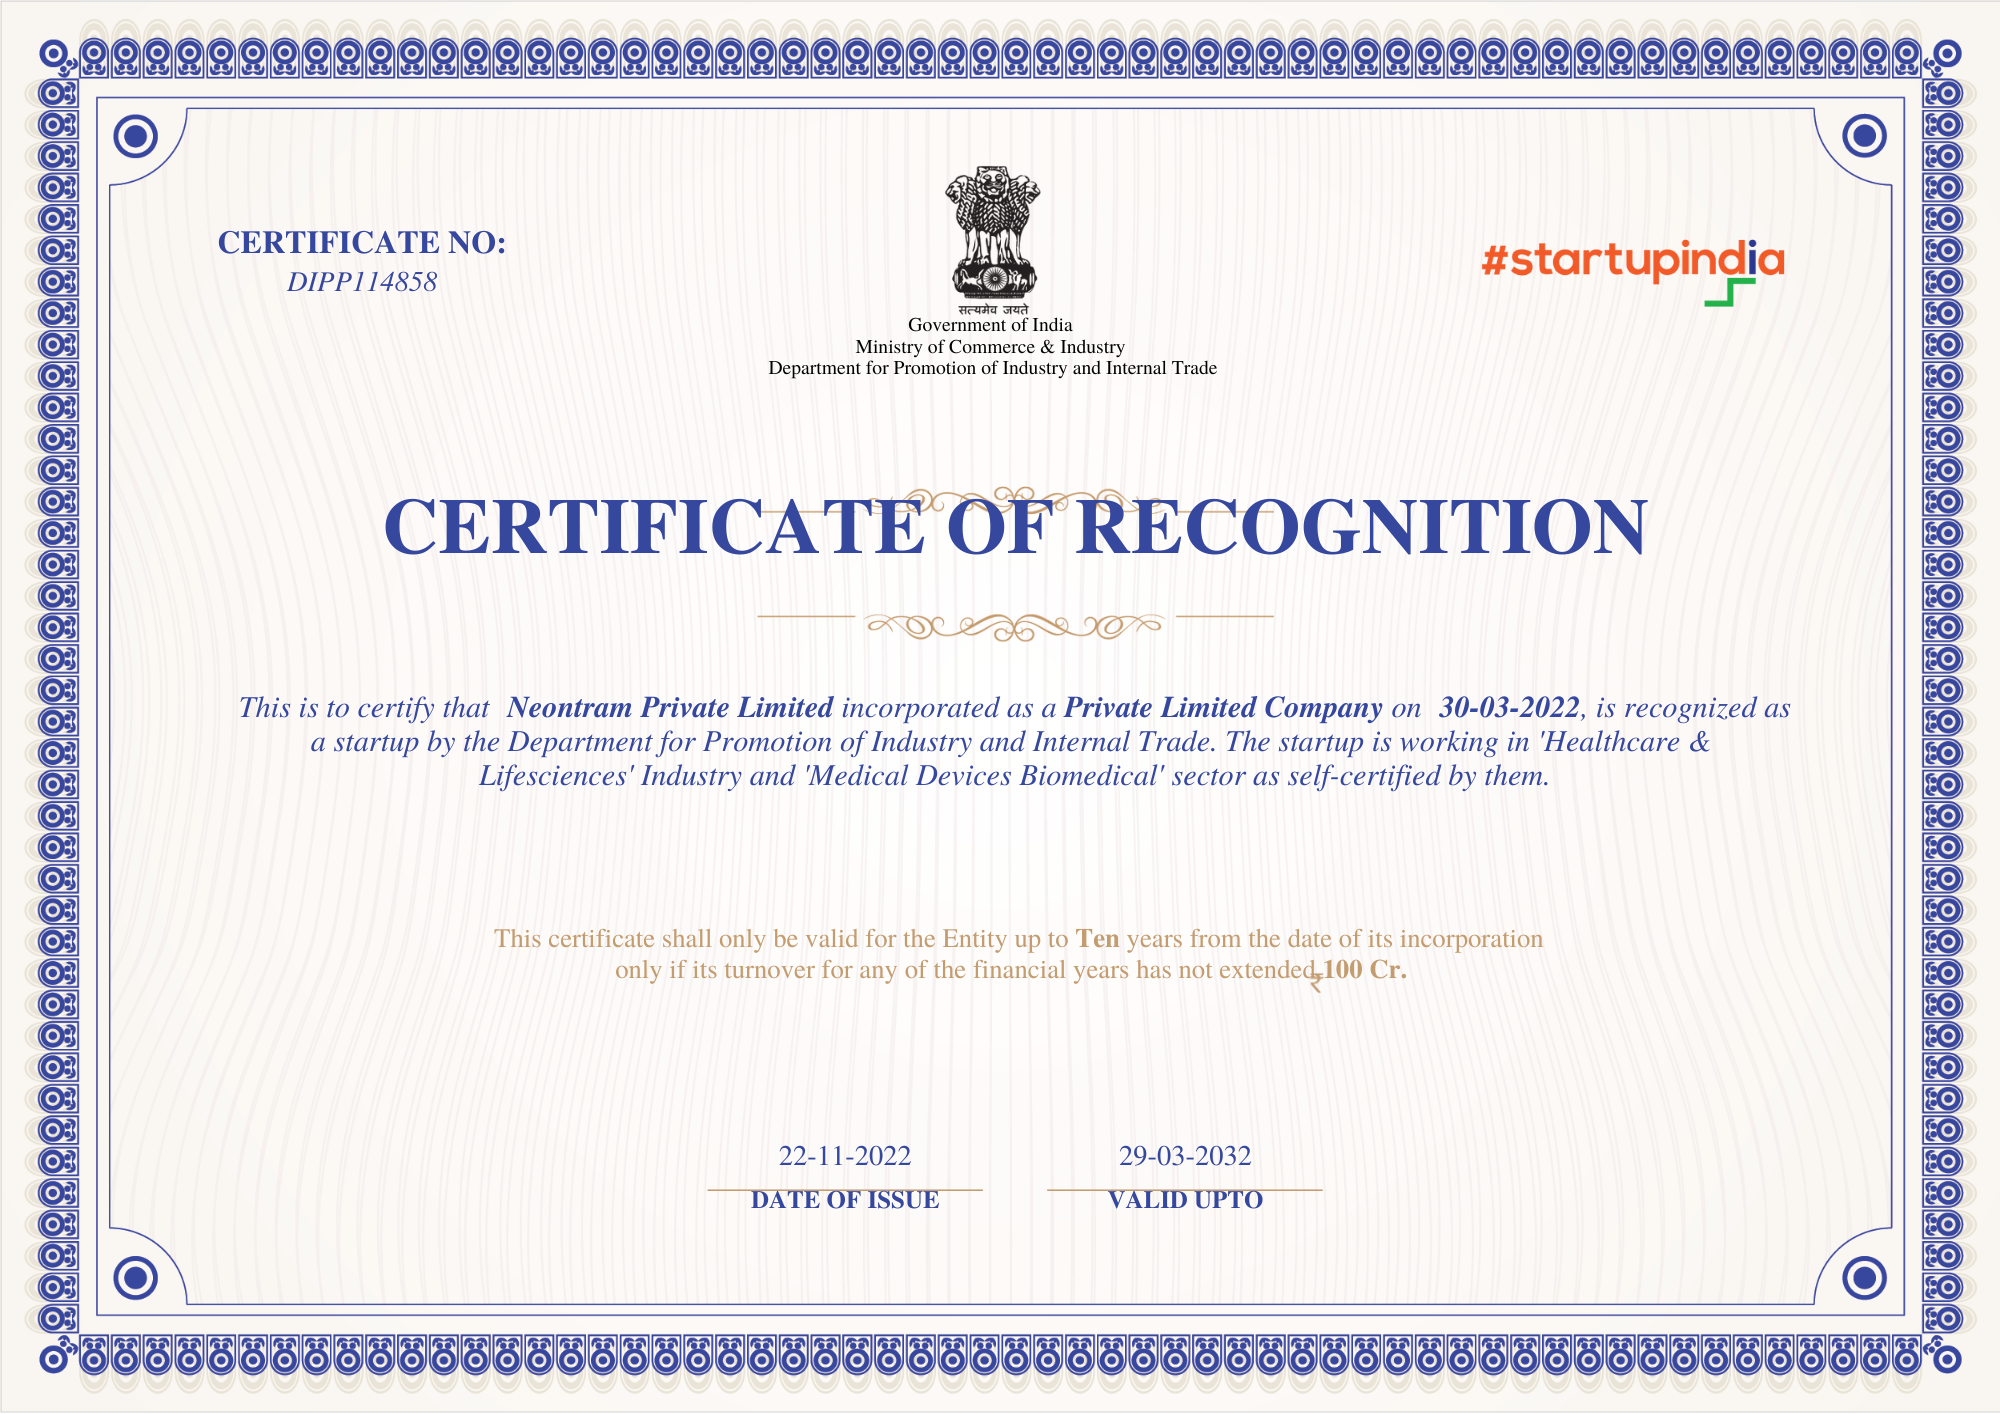 CERTIFICATE NO:
DIPP114858
सत्यमेव जयते
Government of India
Ministry of Commerce & Industry
Department for Promotion of Industry and Internal Trade
#startupindia
CERTIFICATE OF RECOGNITION
This is to certify that Neontram Private Limited incorporated as a Private Limited Company on 30-03-2022, is recognized as
a startup by the Department for Promotion of Industry and Internal Trade. The startup is working in 'Healthcare &
Lifesciences' Industry and 'Medical Devices Biomedical' sector as self-certified by them.
This certificate shall only be valid for the Entity up to Ten years from the date of its incorporation
only if its turnover for any of the financial years has not extended ₹100 Cr.
22-11-2022
DATE OF ISSUE
29-03-2032
VALID UPTO